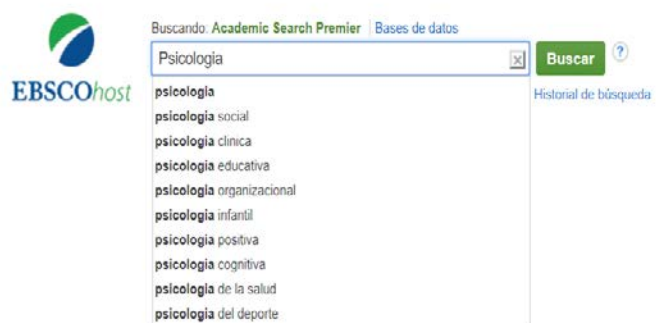 Buscando: Academic Search Premier | Bases de datos
Psicologia
Buscar ?
EBSCOhost
Historial de búsqueda
psicologia
psicologia social
psicologia clinica
psicologia educativa
psicologia organizacional
psicologia infantil
psicologia positiva
psicologia cognitiva
psicologia de la salud
psicologia del deporte